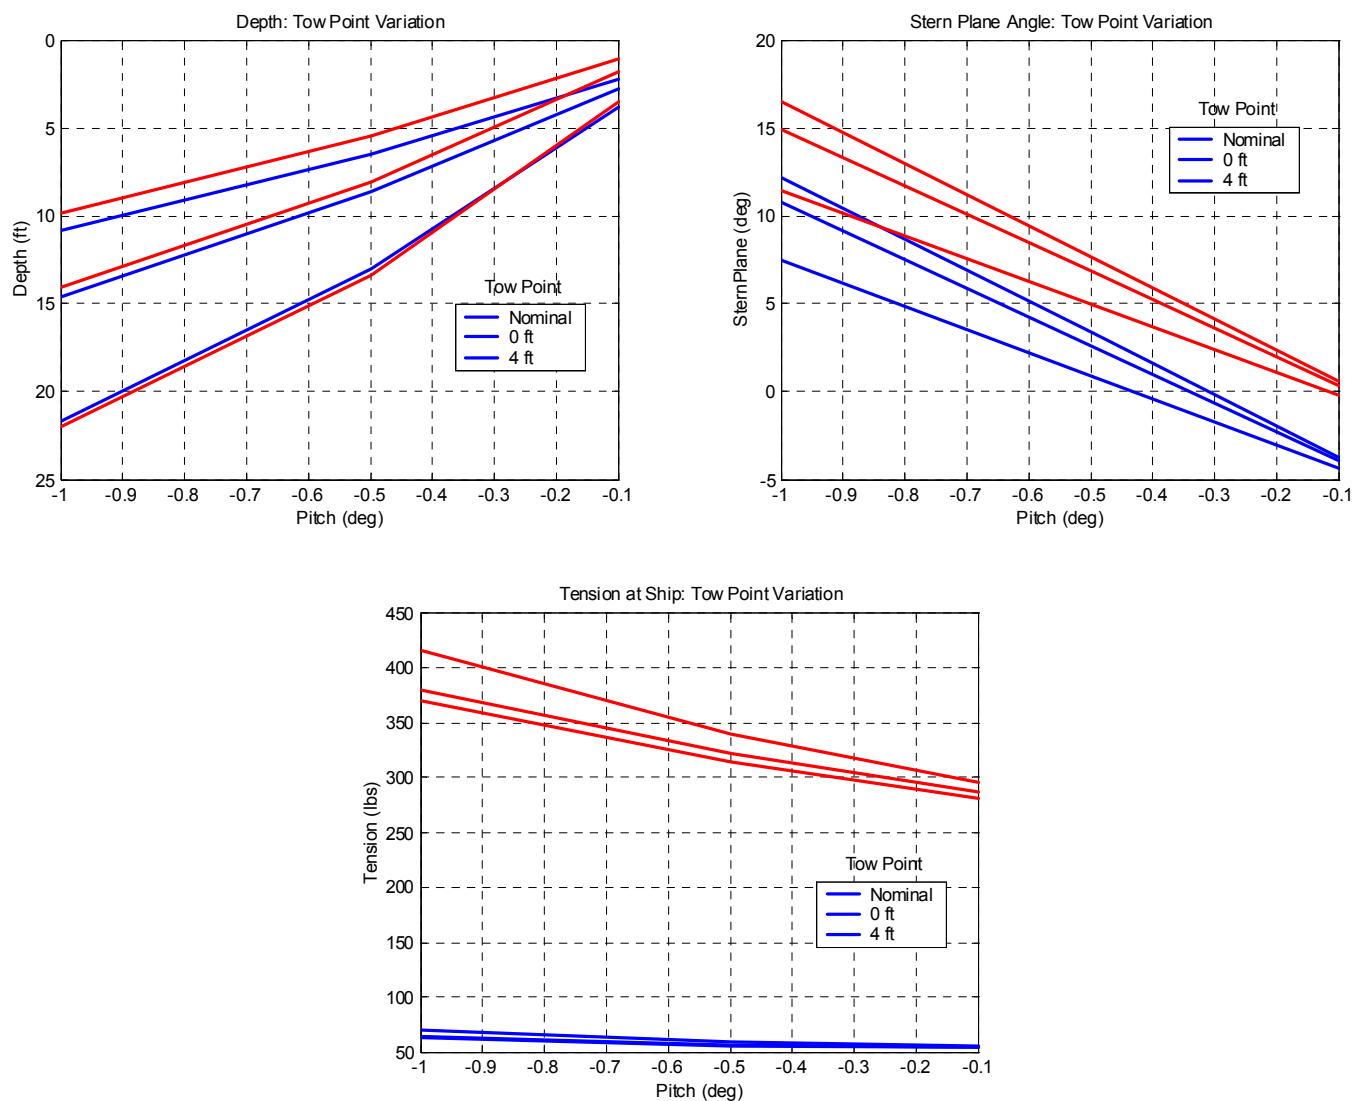 Depth: Tow Point Variation
0
5
10
15
20
25
Depth (ft)
Tow Point
Nominal
0 ft
4 ft
-1 -0.9 -0.8 -0.7 -0.6 -0.5 -0.4 -0.3 -0.2 -0.1
Pitch (deg)
Stern Plane Angle: Tow Point Variation
20
15
10
5
0
-5
Stern Plane (deg)
Tow Point
Nominal
0 ft
4 ft
-1 -0.9 -0.8 -0.7 -0.6 -0.5 -0.4 -0.3 -0.2 -0.1
Pitch (deg)
Tension at Ship: Tow Point Variation
450
400
350
300
250
200
150
100
50
Tension (lbs)
Tow Point
Nominal
0 ft
4 ft
-1 -0.9 -0.8 -0.7 -0.6 -0.5 -0.4 -0.3 -0.2 -0.1
Pitch (deg)